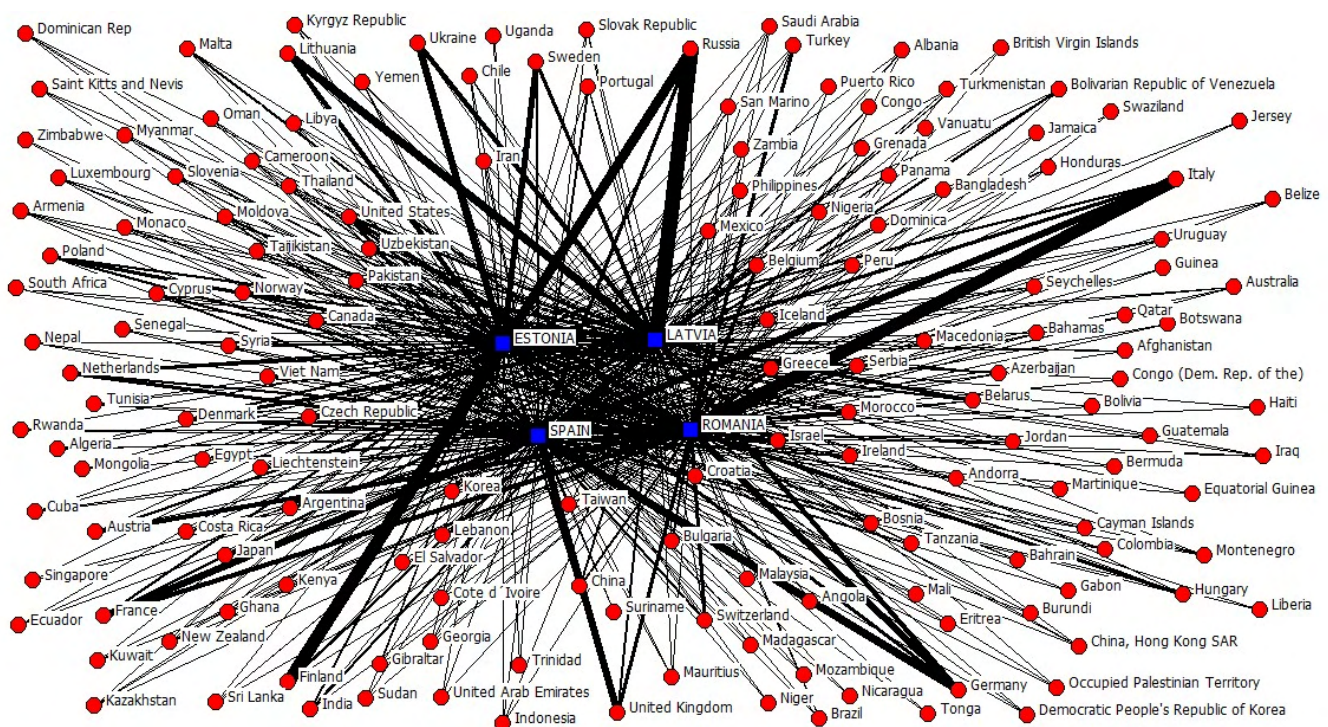 Kyrgyz Republic
Saudi Arabia
Dominican Rep
Uganda
Slovak Republic
Malta
Lithuania
Ukraine
Sweden
Russia
Turkey
Albania
British Virgin Islands
Yemen
Chile
Portugal
Puerto Rico
Turkmenistan
Bolivarian Republic of Venezuela
Saint Kitts and Nevis
San Marino
Congo
Swaziland
Oman
Libya
Vanuatu
Jamaica
Jersey
Zimbabwe
Myanmar
Zambia
Grenada
Cameroon
Iran
Honduras
Luxembourg
Slovenia
Thailand
Philippines
Panama
Bangladesh
Italy
Belize
Armenia
Monaco
Moldova
United States
Mexico
Nigeria
Dominica
Uruguay
Poland
Tajikistan
Uzbekistan
Belgium
Peru
Guinea
South Africa
Cyprus
Norway
Pakistan
Seychelles
Australia
Canada
Iceland
Qatar
Botswana
Nepal
Senegal
Syria
ESTONIA
LATVIA
Macedonia
Bahamas
Afghanistan
Netherlands
Viet Nam
Greece
Serbia
Azerbaijan
Congo (Dem. Rep. of the)
Tunisia
Denmark
Czech Republic
Morocco
Belarus
Bolivia
Haiti
Rwanda
SPAIN
ROMANIA
Israel
Jordan
Guatemala
Algeria
Mongolia
Egypt
Liechtenstein
Ireland
Bermuda
Iraq
Korea
Croatia
Andorra
Martinique
Equatorial Guinea
Cuba
Argentina
Taiwan
Austria
Costa Rica
Lebanon
Bulgaria
Bosnia
Cayman Islands
Japan
El Salvador
Tanzania
Bahrain
Colombia
Montenegro
Singapore
Kenya
China
Malaysia
Angola
Mali
Gabon
Hungary
Ecuador
France
Ghana
Cote d´Ivoire
Suriname
Switzerland
Eritrea
Burundi
Liberia
Kuwait
New Zealand
Georgia
Madagascar
China, Hong Kong SAR
Gibraltar
Trinidad
Mauritius
Mozambique
Kazakhstan
Sri Lanka
Finland
India
Sudan
United Arab Emirates
Indonesia
United Kingdom
Niger
Brazil
Nicaragua
Tonga
Germany
Occupied Palestinian Territory
Democratic People's Republic of Korea